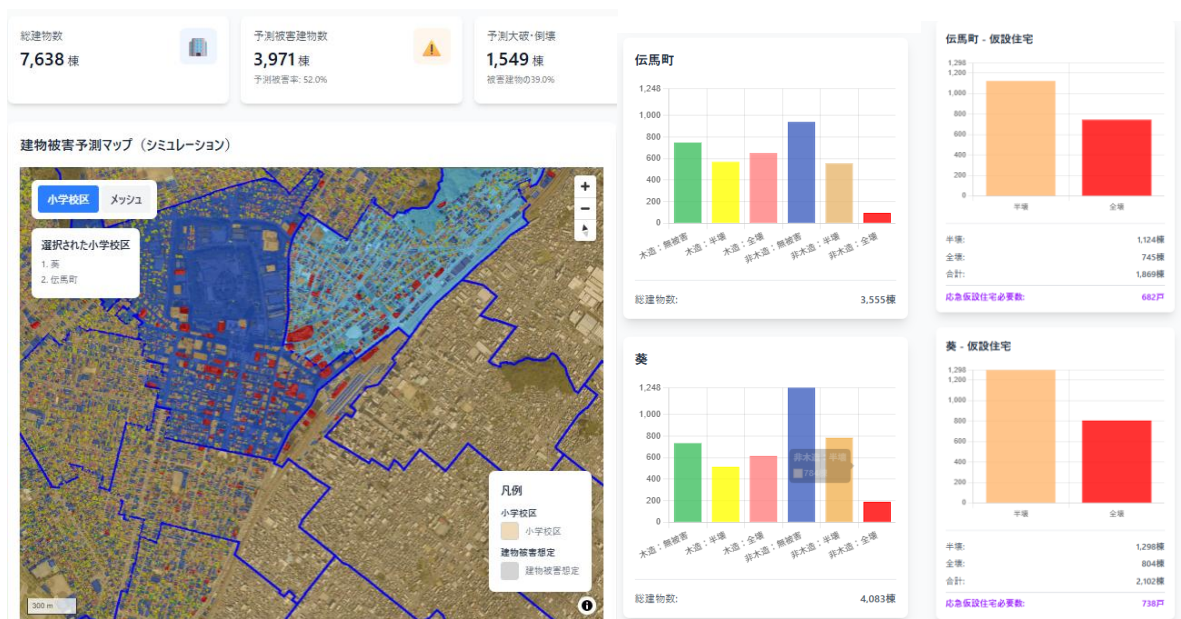 総建物数
7,638 棟
予測被害建物数
3,971 棟
予測被害率: 52.0%
予測大破・倒壊
1,549 棟
被害建物の39.0%
建物被害予測マップ（シミュレーション）
小学校区 メッシュ
選択された小学校区
1. 葵
2. 伝馬町
凡例
小学校区
小学校区
建物被害想定
建物被害想定
300 m
伝馬町
1,248
1,000
800
600
400
200
0
木造：無被害 木造：半壊 木造：全壊 非木造：無被害 非木造：半壊 非木造：全壊
総建物数: 3,555棟
葵
1,248
1,000
800
600
400
200
0
非木造：半壊
木造：無被害 木造：半壊 木造：全壊 非木造：無被害 非木造：半壊 非木造：全壊
総建物数: 4,083棟
伝馬町 - 仮設住宅
1,298
1,200
1,000
800
600
400
200
0
半壊 全壊
半壊: 1,124棟
全壊: 745棟
合計: 1,869棟
応急仮設住宅必要数: 682戸
葵 - 仮設住宅
1,298
1,200
1,000
800
600
400
200
0
半壊 全壊
半壊: 1,298棟
全壊: 804棟
合計: 2,102棟
応急仮設住宅必要数: 738戸